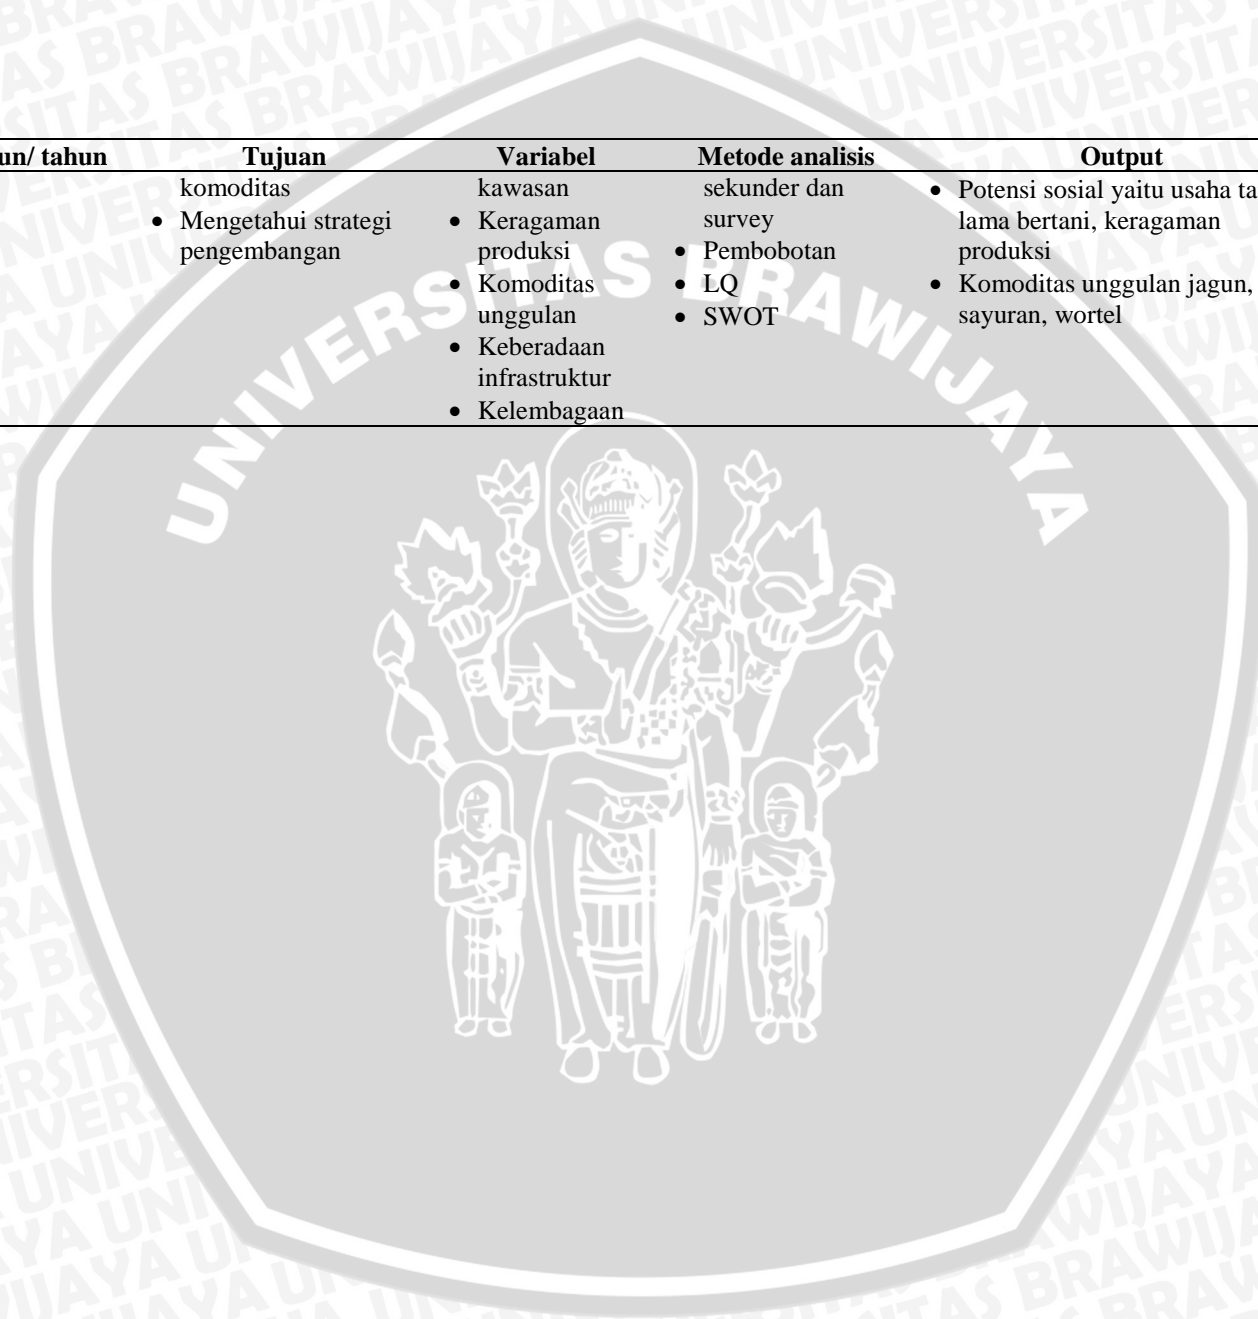 un/ tahun Tujuan Variabel Metode analisis Output
komoditas kawasan sekunder dan • Potensi sosial yaitu usaha ta
• Mengetahui strategi • Keragaman survey lama bertani, keragaman
pengembangan produksi • Pembobotan produksi
• Komoditas • LQ • Komoditas unggulan jagun,
unggulan • SWOT sayuran, wortel
• Keberadaan
infrastruktur
• Kelembagaan
UNIVERSITAS BRAWIJAYA